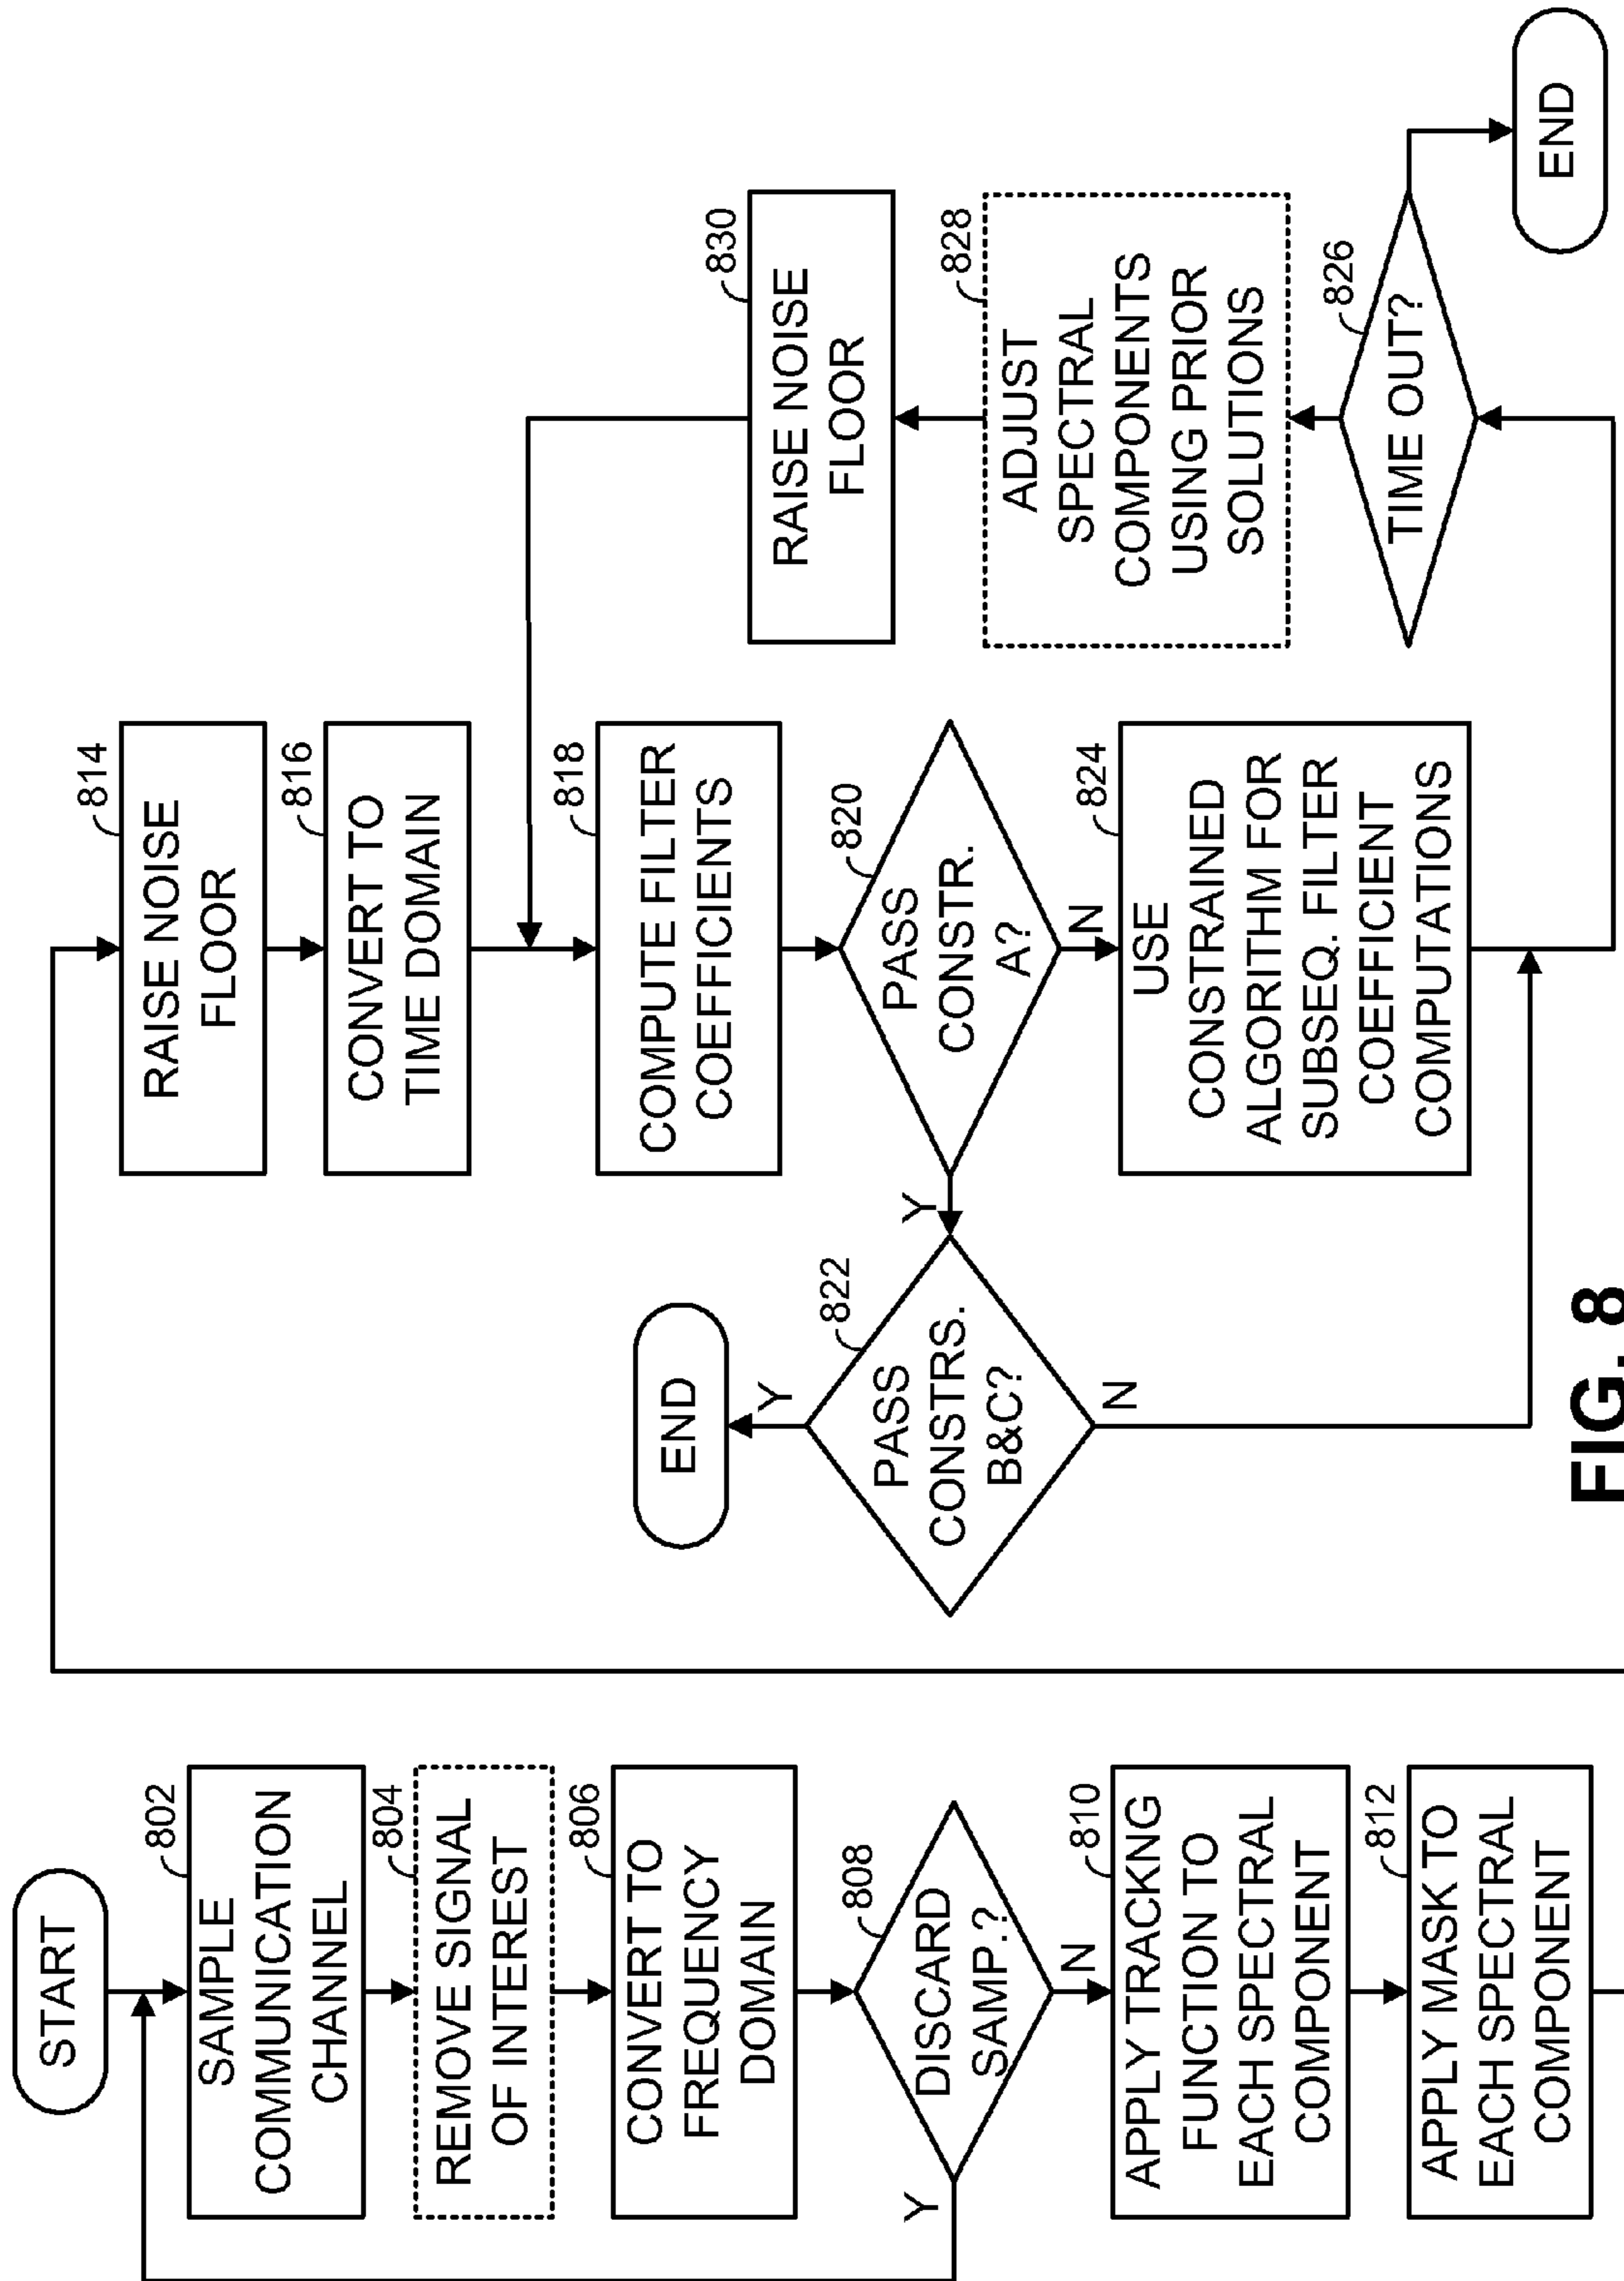 START
802
SAMPLE
COMMUNICATION
CHANNEL
804
REMOVE SIGNAL
OF INTEREST
806
CONVERT TO
FREQUENCY
DOMAIN
808
DISCARD
SAMP.?
Y
N
810
APPLY TRACKNG
FUNCTION TO
EACH SPECTRAL
COMPONENT
812
APPLY MASK TO
EACH SPECTRAL
COMPONENT
814
RAISE NOISE
FLOOR
816
CONVERT TO
TIME DOMAIN
818
COMPUTE FILTER
COEFFICIENTS
820
PASS
CONSTR.
A?
Y
N
822
PASS
CONSTRS.
B&C?
Y
N
END
824
USE
CONSTRAINED
ALGORITHM FOR
SUBSEQ. FILTER
COEFFICIENT
COMPUTATIONS
826
TIME OUT?
END
828
ADJUST
SPECTRAL
COMPONENTS
USING PRIOR
SOLUTIONS
830
RAISE NOISE
FLOOR
FIG. 8